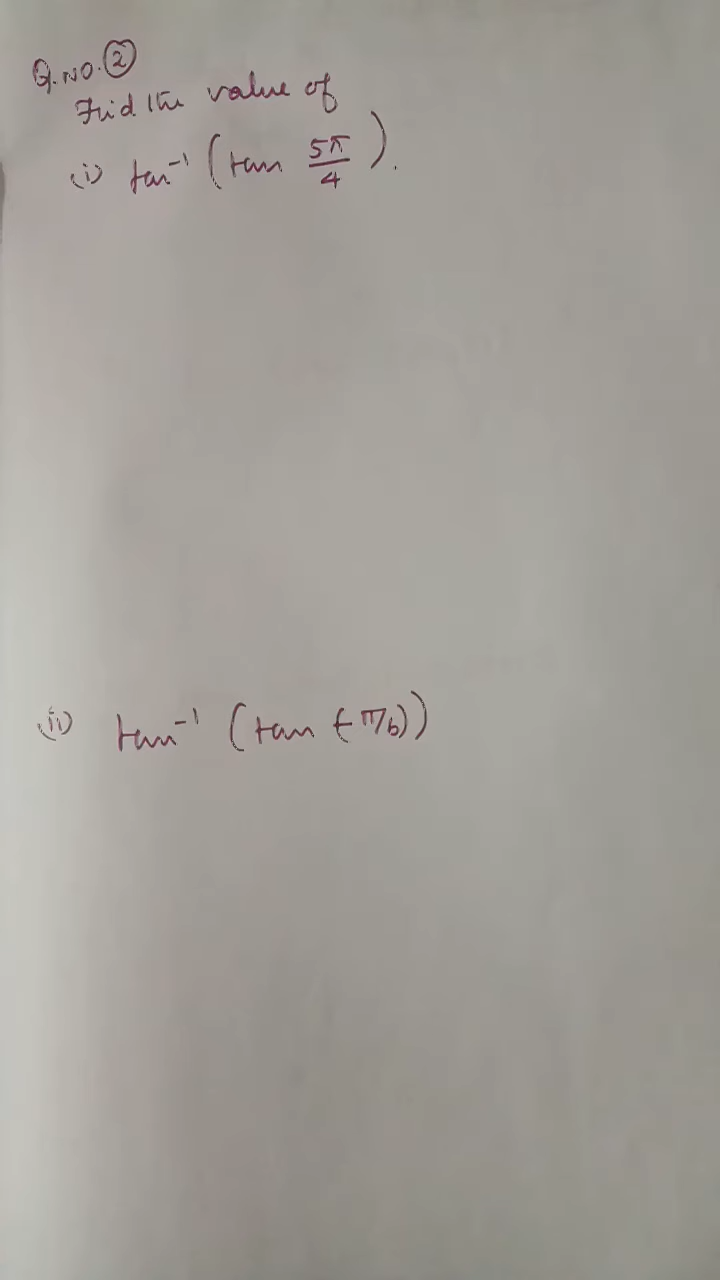 Q.NO. ②
Find the value of
(i) tan⁻¹ (tan 5π/4).
(ii) tan⁻¹ (tan (-π/6))